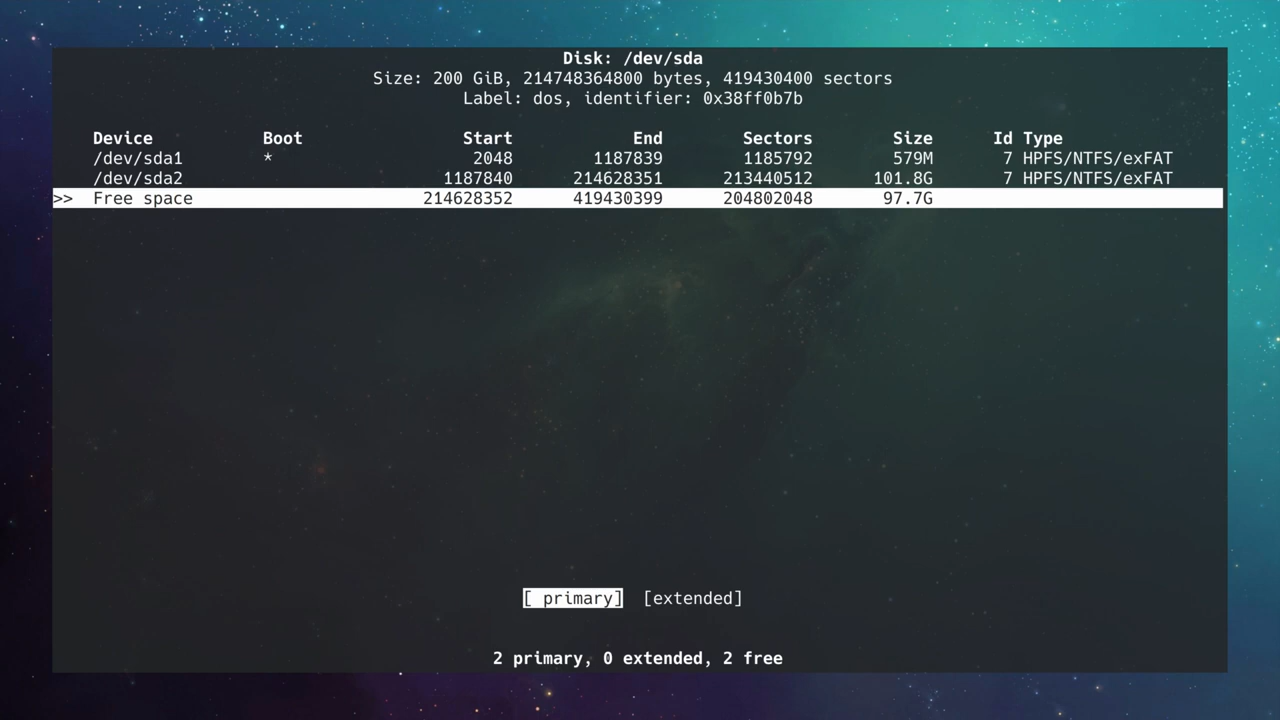 Disk: /dev/sda
Size: 200 GiB, 214748364800 bytes, 419430400 sectors
Label: dos, identifier: 0x38ff0b7b
Device Boot Start End Sectors Size Id Type
/dev/sda1 * 2048 1187839 1185792 579M 7 HPFS/NTFS/exFAT
/dev/sda2 1187840 214628351 213440512 101.8G 7 HPFS/NTFS/exFAT
>> Free space 214628352 419430399 204802048 97.7G
[ primary] [extended]
2 primary, 0 extended, 2 free